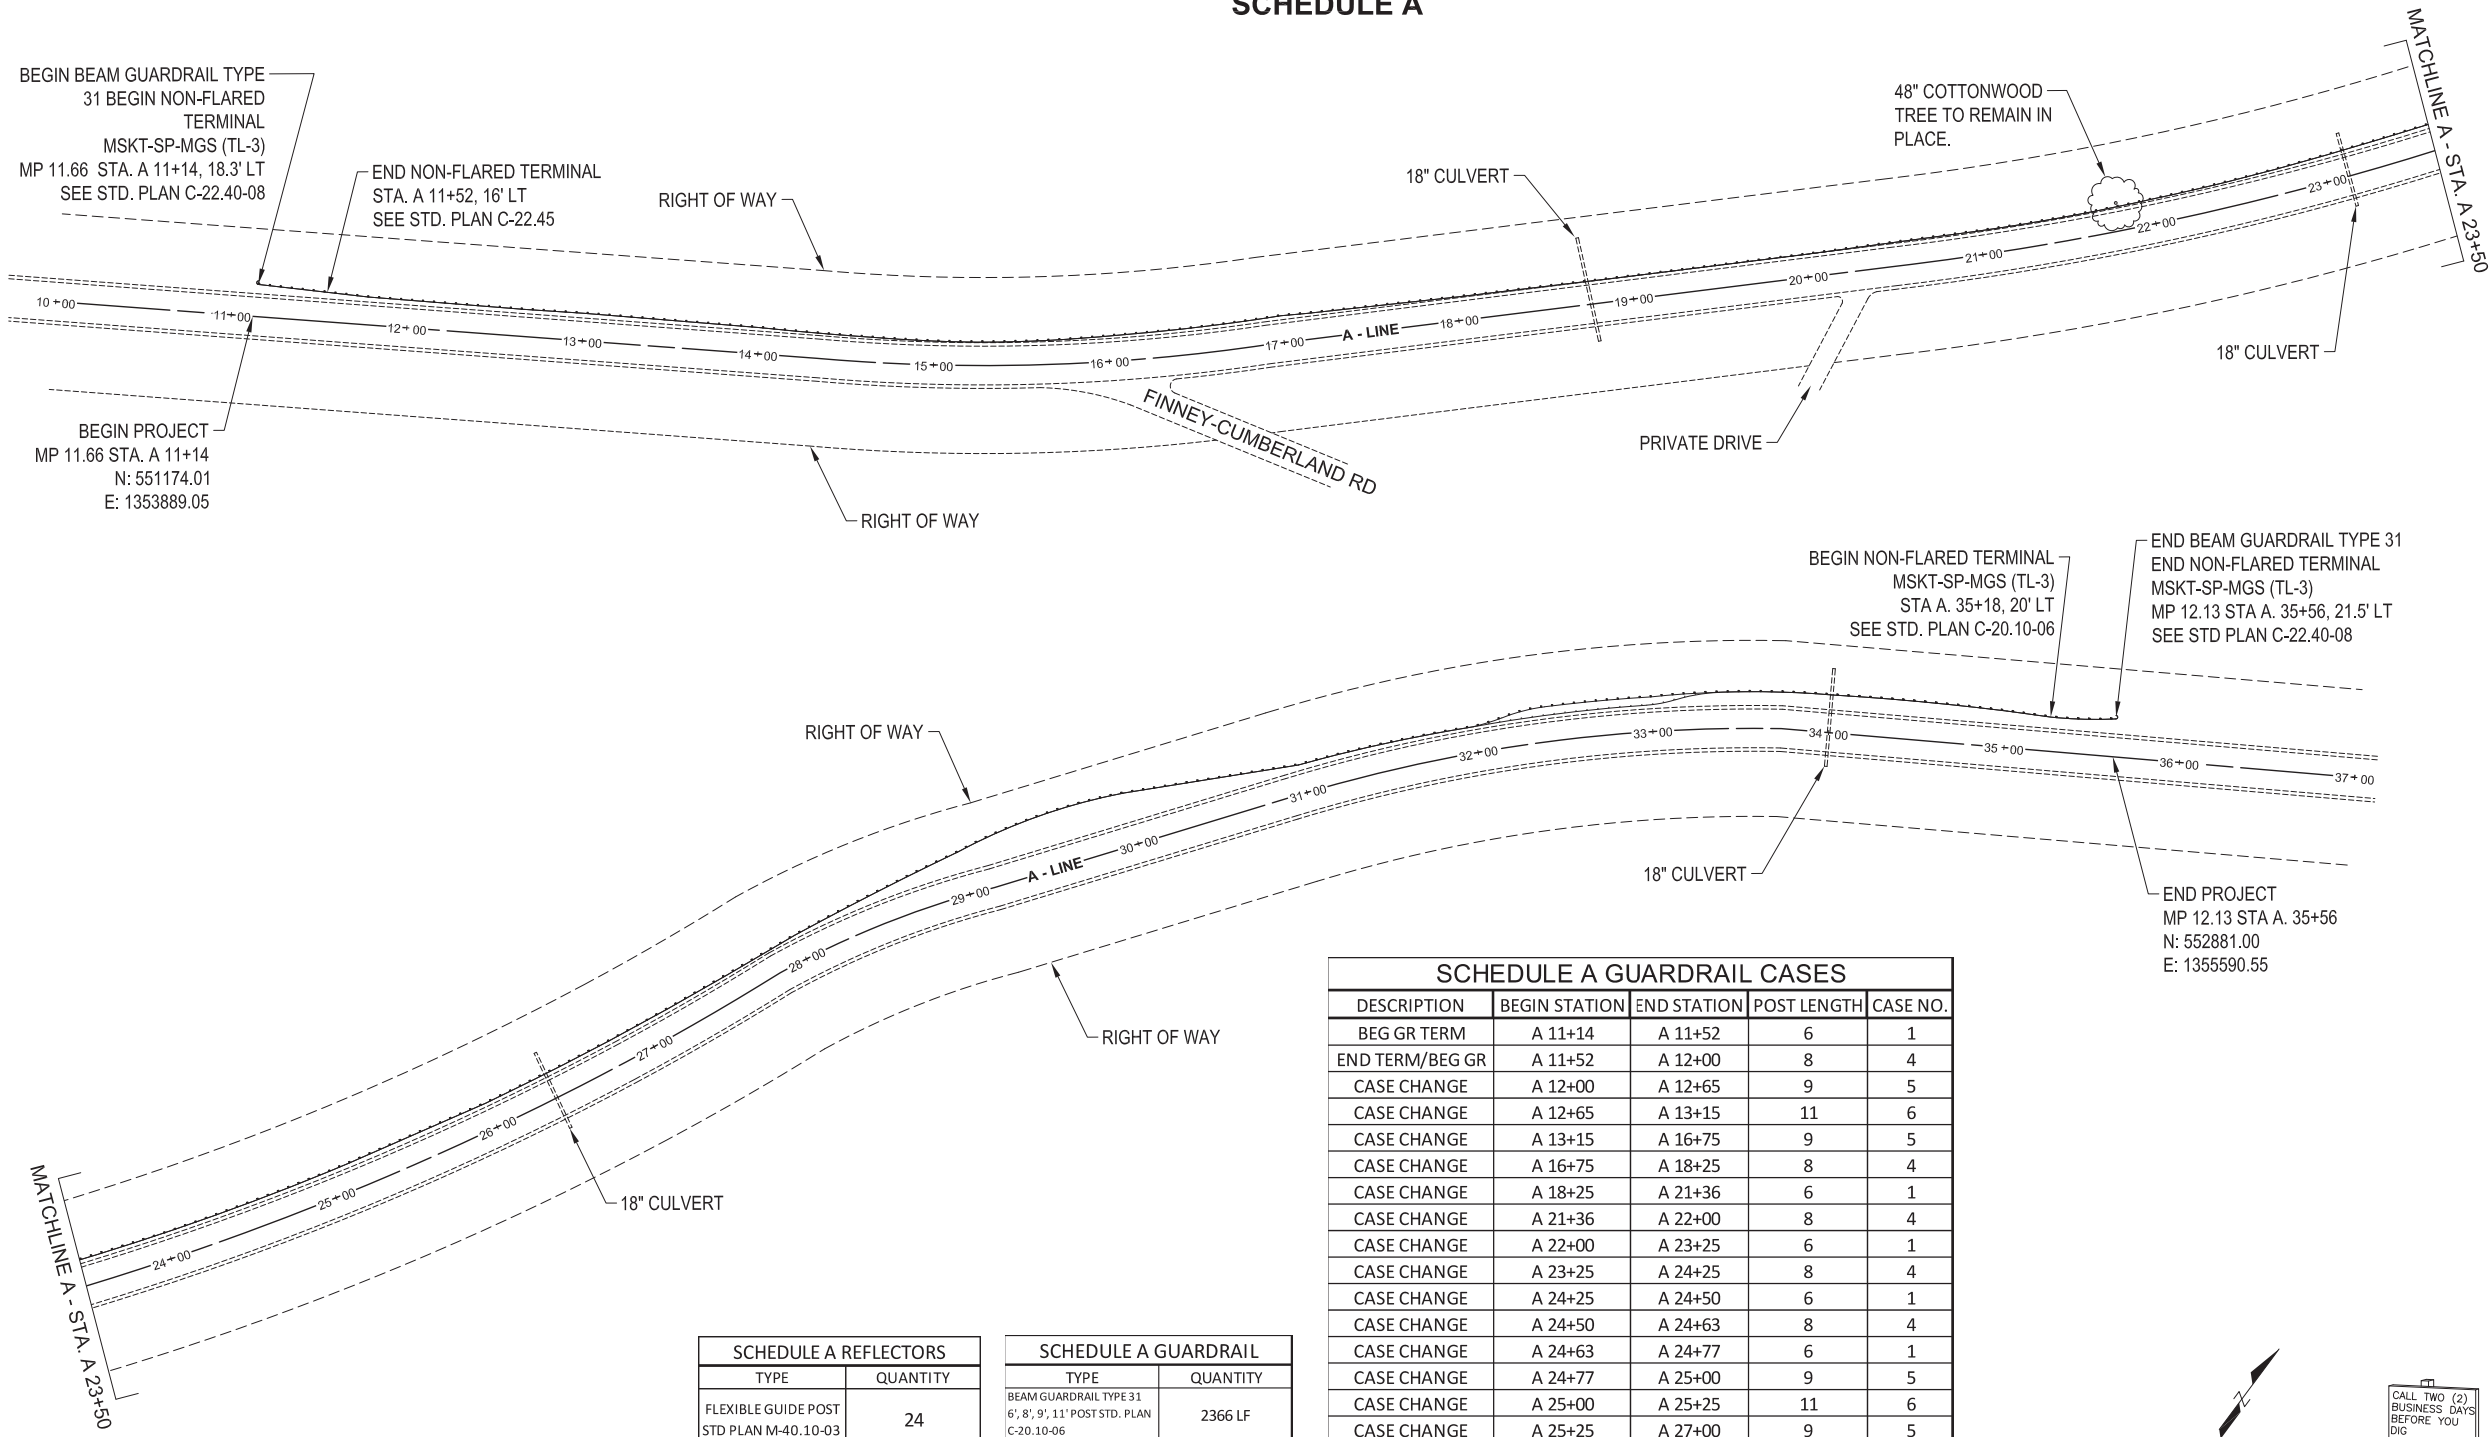 SCHEDULE A
BEGIN BEAM GUARDRAIL TYPE
31 BEGIN NON-FLARED
TERMINAL
MSKT-SP-MGS (TL-3)
MP 11.66 STA. A 11+14, 18.3' LT
SEE STD. PLAN C-22.40-08
END NON-FLARED TERMINAL
STA. A 11+52, 16' LT
SEE STD. PLAN C-22.45
RIGHT OF WAY
18" CULVERT
48" COTTONWOOD
TREE TO REMAIN IN
PLACE.
MATCHLINE A - STA. A 23+50
10+00
11+00
12+00
13+00
14+00
15+00
16+00
17+00
A - LINE
18+00
19+00
20+00
21+00
22+00
23+00
18" CULVERT
BEGIN PROJECT
MP 11.66 STA. A 11+14
N: 551174.01
E: 1353889.05
FINNEY-CUMBERLAND RD
PRIVATE DRIVE
RIGHT OF WAY
BEGIN NON-FLARED TERMINAL
MSKT-SP-MGS (TL-3)
STA A. 35+18, 20' LT
SEE STD. PLAN C-20.10-06
END BEAM GUARDRAIL TYPE 31
END NON-FLARED TERMINAL
MSKT-SP-MGS (TL-3)
MP 12.13 STA A. 35+56, 21.5' LT
SEE STD PLAN C-22.40-08
RIGHT OF WAY
MATCHLINE A - STA. A 23+50
24+00
25+00
26+00
27+00
28+00
29+00
A - LINE
30+00
31+00
32+00
33+00
34+00
35+00
36+00
37+00
18" CULVERT
END PROJECT
MP 12.13 STA A. 35+56
N: 552881.00
E: 1355590.55
RIGHT OF WAY
18" CULVERT
SCHEDULE A GUARDRAIL CASES
DESCRIPTION BEGIN STATION END STATION POST LENGTH CASE NO.
BEG GR TERM A 11+14 A 11+52 6 1
END TERM/BEG GR A 11+52 A 12+00 8 4
CASE CHANGE A 12+00 A 12+65 9 5
CASE CHANGE A 12+65 A 13+15 11 6
CASE CHANGE A 13+15 A 16+75 9 5
CASE CHANGE A 16+75 A 18+25 8 4
CASE CHANGE A 18+25 A 21+36 6 1
CASE CHANGE A 21+36 A 22+00 8 4
CASE CHANGE A 22+00 A 23+25 6 1
CASE CHANGE A 23+25 A 24+25 8 4
CASE CHANGE A 24+25 A 24+50 6 1
CASE CHANGE A 24+50 A 24+63 8 4
CASE CHANGE A 24+63 A 24+77 6 1
CASE CHANGE A 24+77 A 25+00 9 5
CASE CHANGE A 25+00 A 25+25 11 6
CASE CHANGE A 25+25 A 27+00 9 5
SCHEDULE A REFLECTORS
TYPE QUANTITY
FLEXIBLE GUIDE POST
STD PLAN M-40.10-03
24
SCHEDULE A GUARDRAIL
TYPE QUANTITY
BEAM GUARDRAIL TYPE 31
6', 8', 9', 11' POST STD. PLAN
C-20.10-06
2366 LF
Z
CALL TWO (2)
BUSINESS DAYS
BEFORE YOU
DIG